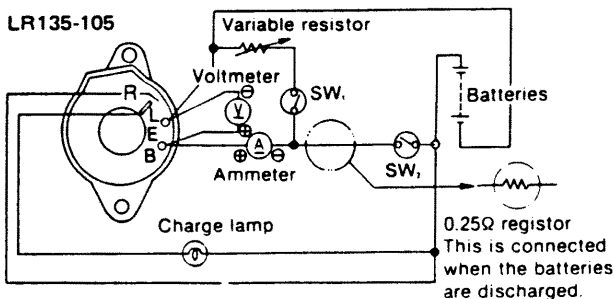 LR135-105
Variable resistor
Voltmeter
SW₁
Batteries
R
L
E
B
V
A
Ammeter
SW₂
Charge lamp
0.25Ω registor
This is connected
when the batteries
are discharged.